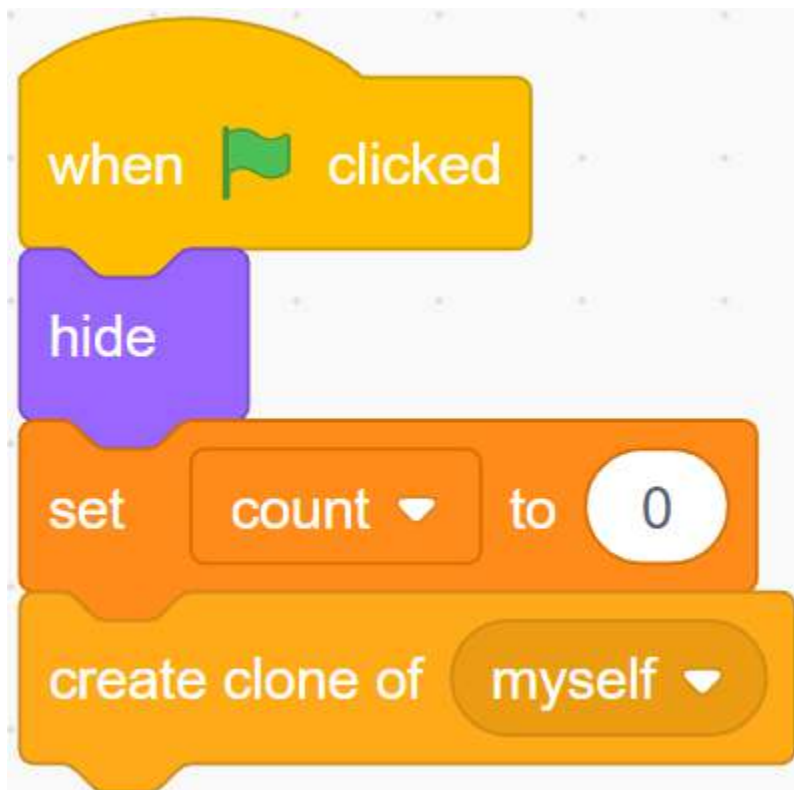 when clicked
hide
set count to 0
create clone of myself